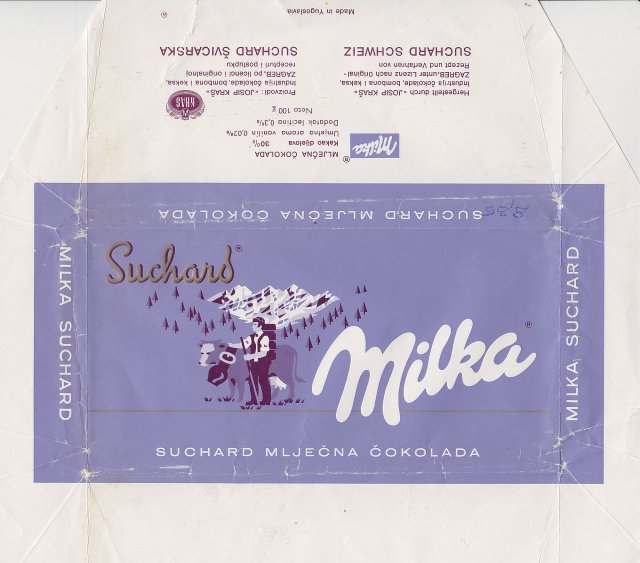 Made in Yugoslavia
Hergestellt durch »JOSIP KRAŠ«
Industrija čokolade, bombona i keksa,
ZAGREB,unter Lizenz nach Original-
Rezept und Verfahren von
SUCHARD SCHWEIZ
Proizvodi: »JOSIP KRAŠ«
Industrija čokolade, bombona i keksa
ZAGREB, po licenci i originalnoj
recepturi i postupku
SUCHARD ŠVICARSKA
KRAŠ
Milka®
MLJEČNA ČOKOLADA
Kakao dijelova 30%
Umjetna aroma vanilin 0,02%
Dodatak lecitina 0,3%
Neto 100 g
SUCHARD MLJEČNA ČOKOLADA
MILKA SUCHARD
Suchard®
Milka®
MILKA SUCHARD
SUCHARD MLJEČNA ČOKOLADA